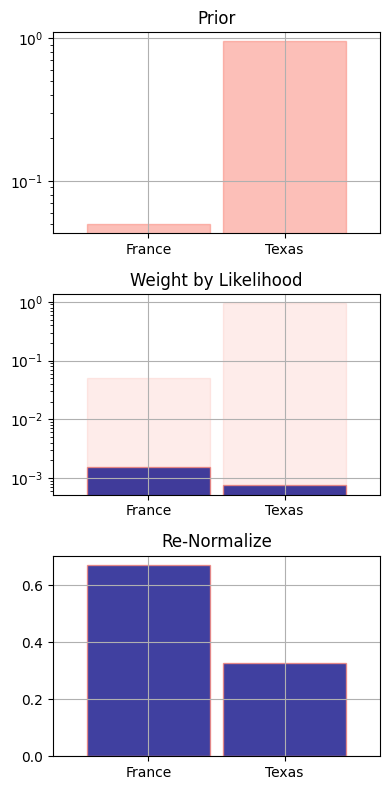 Prior
10⁰
10⁻¹
France Texas
Weight by Likelihood
10⁰
10⁻¹
10⁻²
10⁻³
France Texas
Re-Normalize
0.6
0.4
0.2
0.0
France Texas